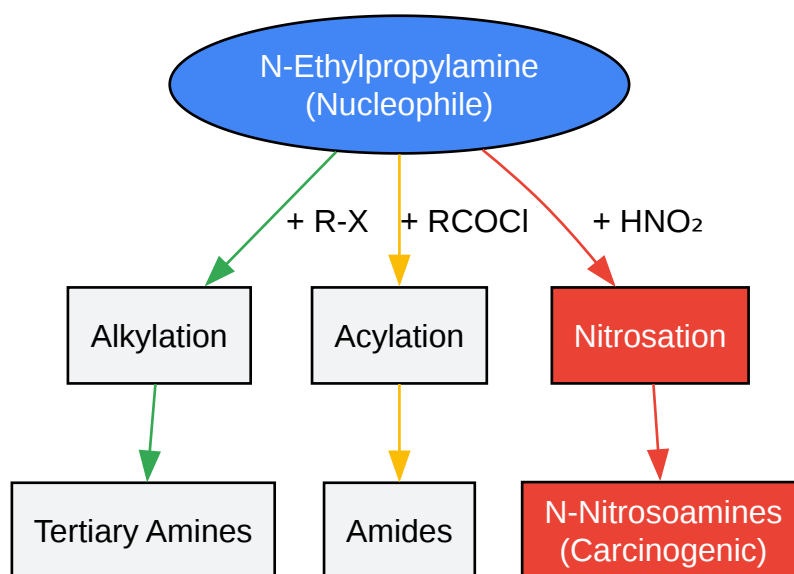 N-Ethylpropylamine
(Nucleophile)
+ R-X
+ RCOCl
+ HNO₂
Alkylation
Acylation
Nitrosation
Tertiary Amines
Amides
N-Nitrosoamines
(Carcinogenic)